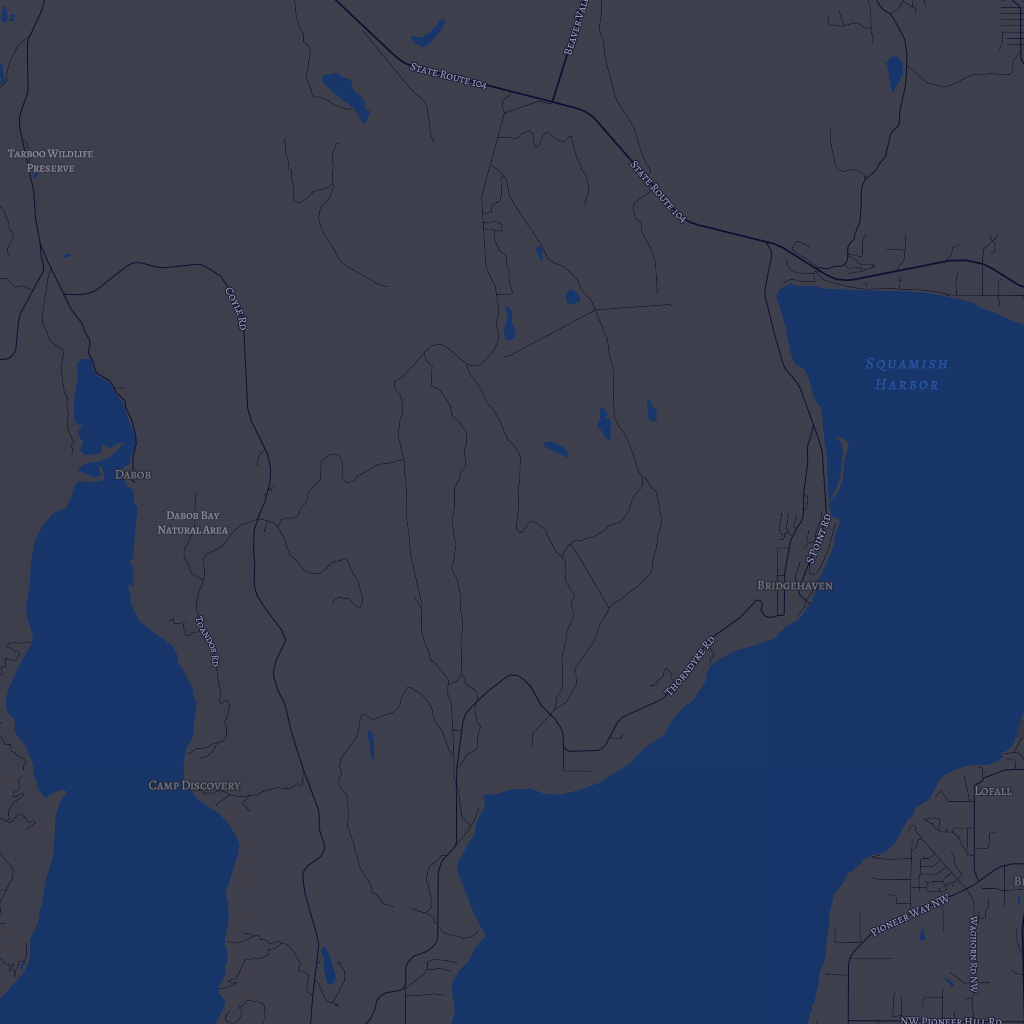 Beaver Val
State Route 104
Tarboo Wildlife
Preserve
State Route 104
Coyle Rd
Squamish
Harbor
Dabob
Dabob Bay
Natural Area
S Point Rd
Bridgehaven
Toandos Rd
Thorndyke Rd
Camp Discovery
Lofall
B
Pioneer Way NW
Waghorn Rd NW
NW Pioneer Hill Rd